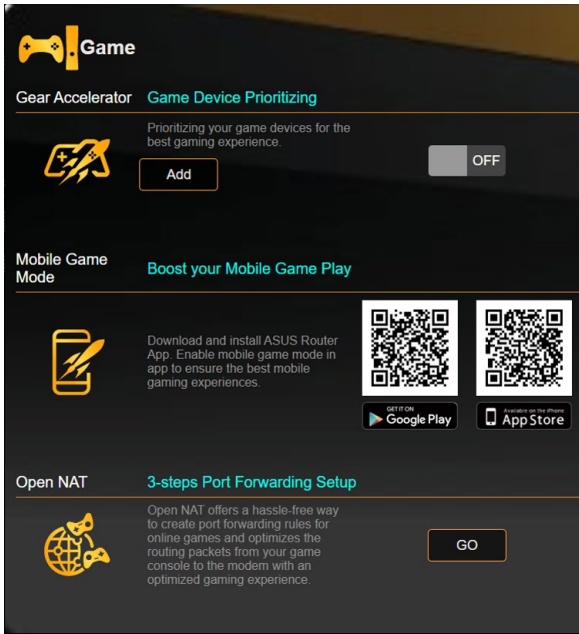 Game
Gear Accelerator
Game Device Prioritizing
Prioritizing your game devices for the
best gaming experience.
Add
OFF
Mobile Game
Mode
Boost your Mobile Game Play
Download and install ASUS Router
App. Enable mobile game mode in
app to ensure the best mobile
gaming experiences.
GET IT ON
Google Play
Available on the iPhone
App Store
Open NAT
3-steps Port Forwarding Setup
Open NAT offers a hassle-free way
to create port forwarding rules for
online games and optimizes the
routing packets from your game
console to the modem with an
optimized gaming experience.
GO